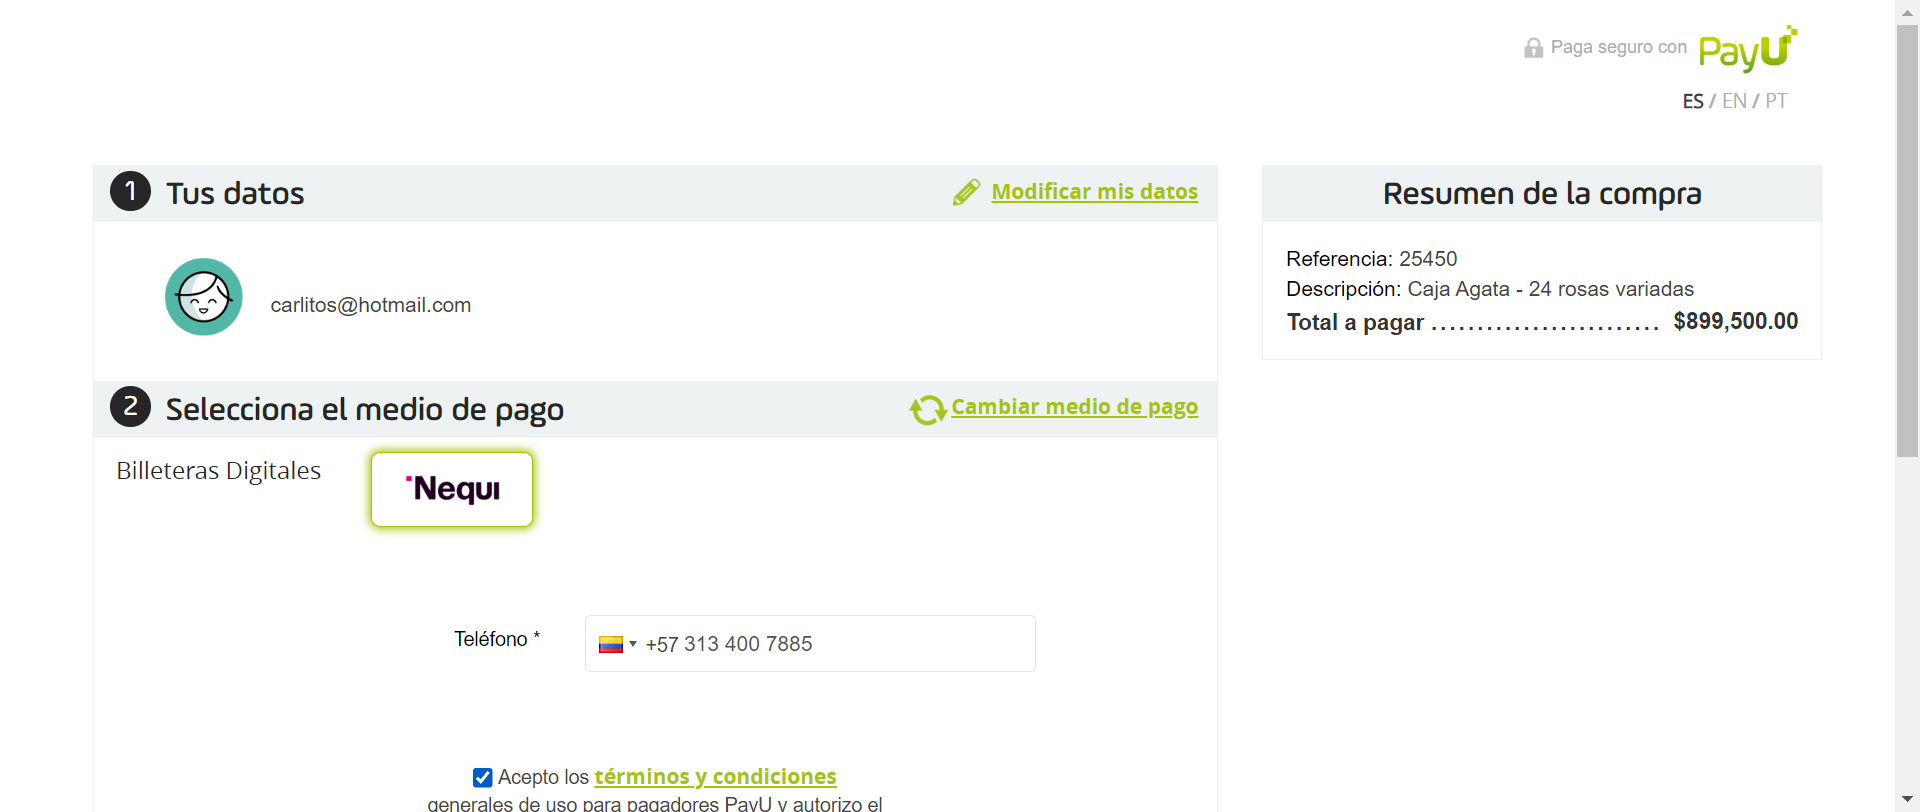 Paga seguro con PayU
ES / EN / PT
1 Tus datos
Modificar mis datos
carlitos@hotmail.com
Resumen de la compra
Referencia: 25450
Descripción: Caja Agata - 24 rosas variadas
Total a pagar ......................... $899,500.00
2 Selecciona el medio de pago
Cambiar medio de pago
Billeteras Digitales
Nequi
Teléfono *
+57 313 400 7885
Acepto los términos y condiciones
generales de uso para pagadores PayU y autorizo el